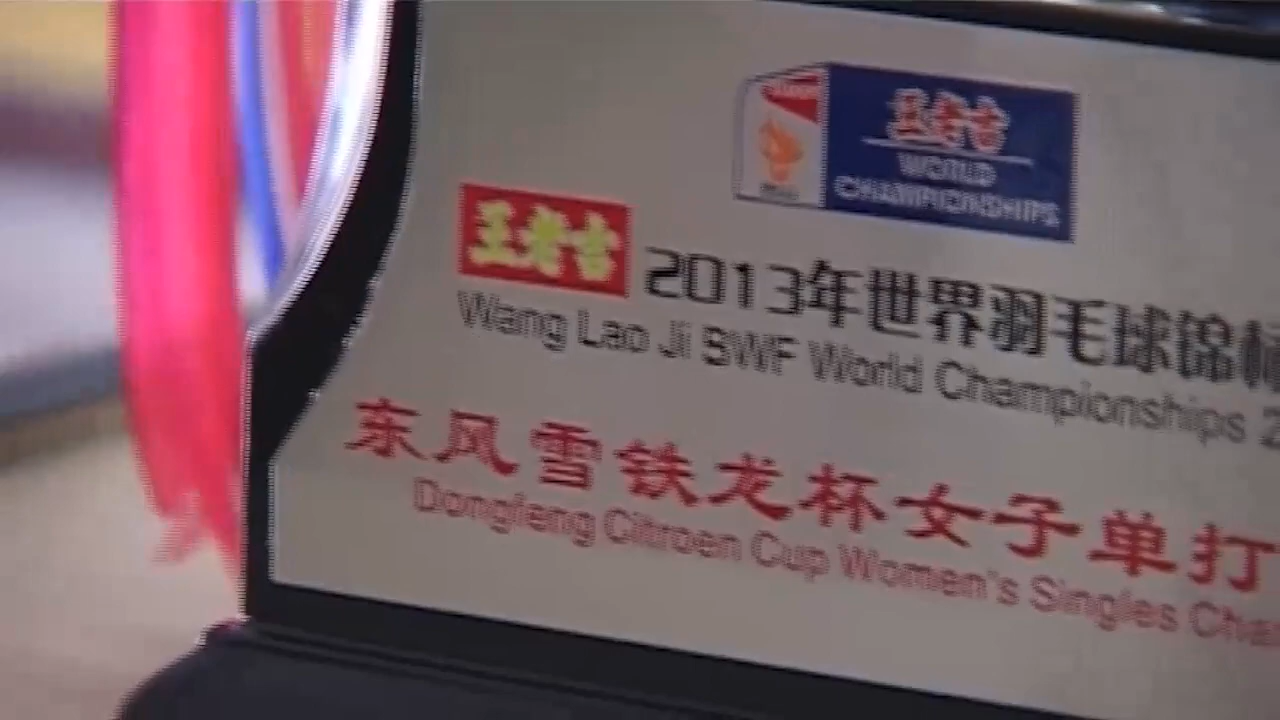 王老吉
WORLD
CHAMPIONSHIPS
王老吉 2013年世界羽毛球锦
Wang Lao Ji SWF World Championships 2
东风雪铁龙杯女子单打
Dongfeng Citroen Cup Women's Singles Cha